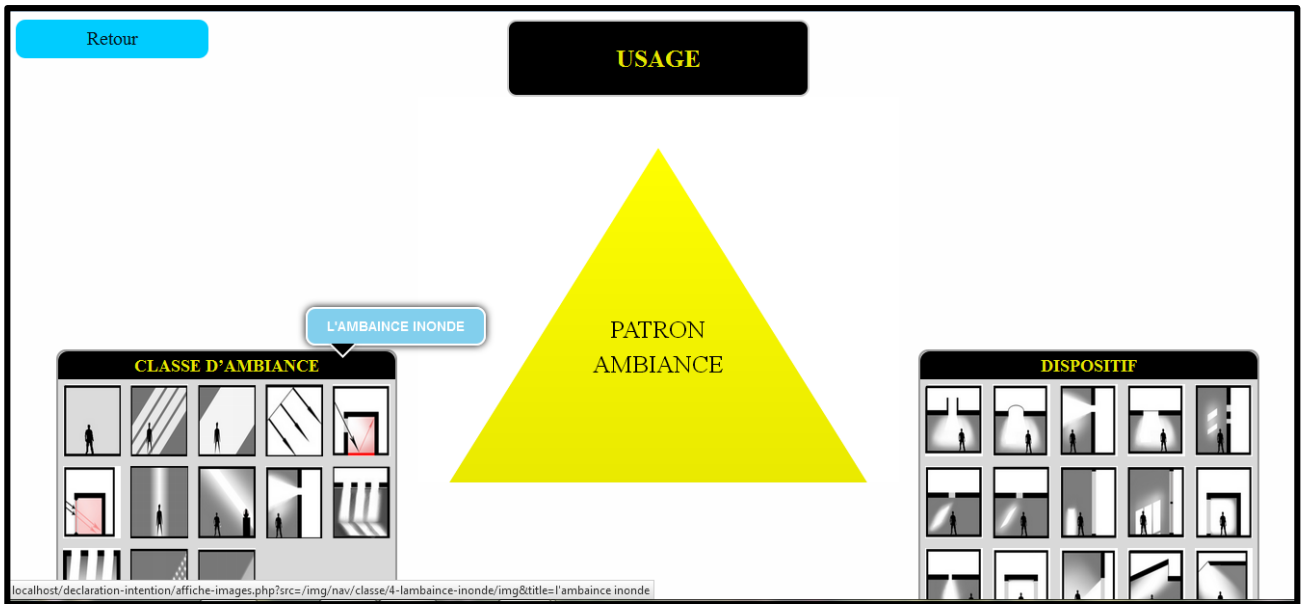 Retour
USAGE
PATRON
AMBIANCE
L'AMBAINCE INONDE
CLASSE D’AMBIANCE
DISPOSITIF
localhost/declaration-intention/affiche-images.php?src=/img/nav/classe/4-lambaince-inonde/img&title=l'ambaince inonde